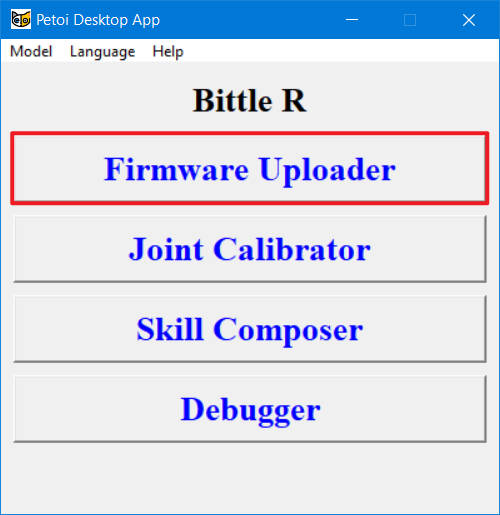 Petoi Desktop App
Model Language Help
Bittle R
Firmware Uploader
Joint Calibrator
Skill Composer
Debugger